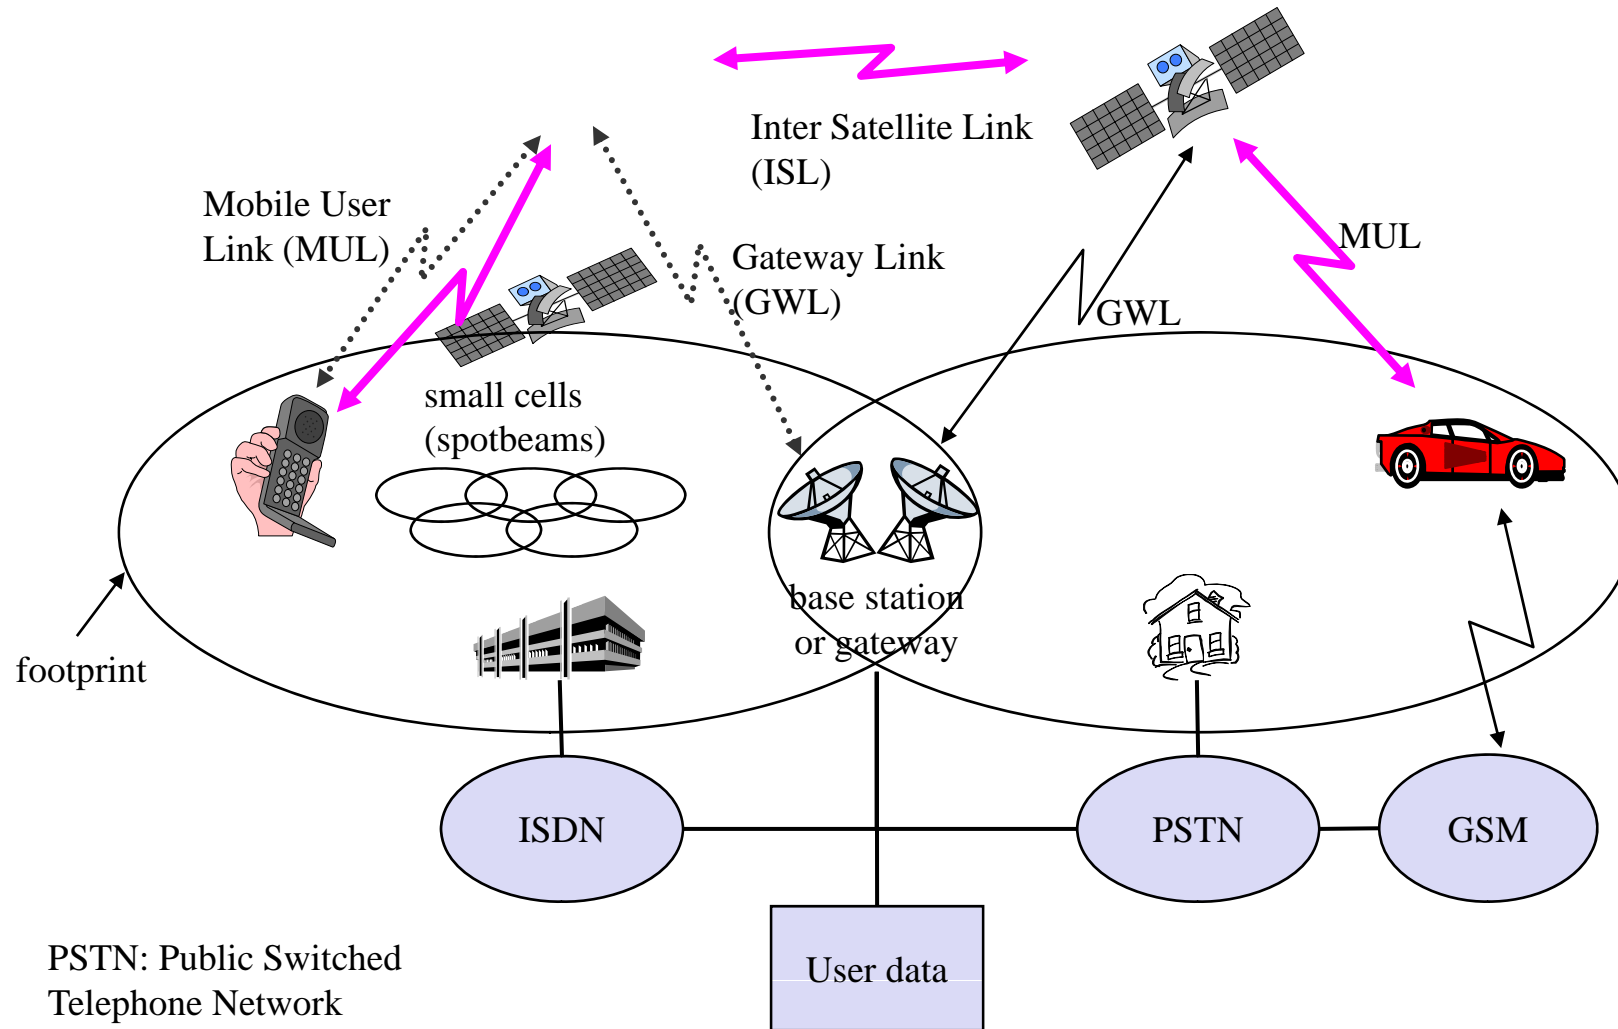 Inter Satellite Link
(ISL)
Mobile User
Link (MUL)
Gateway Link
(GWL)
MUL
GWL
small cells
(spotbeams)
base station
or gateway
footprint
ISDN
PSTN
GSM
PSTN: Public Switched
Telephone Network
User data